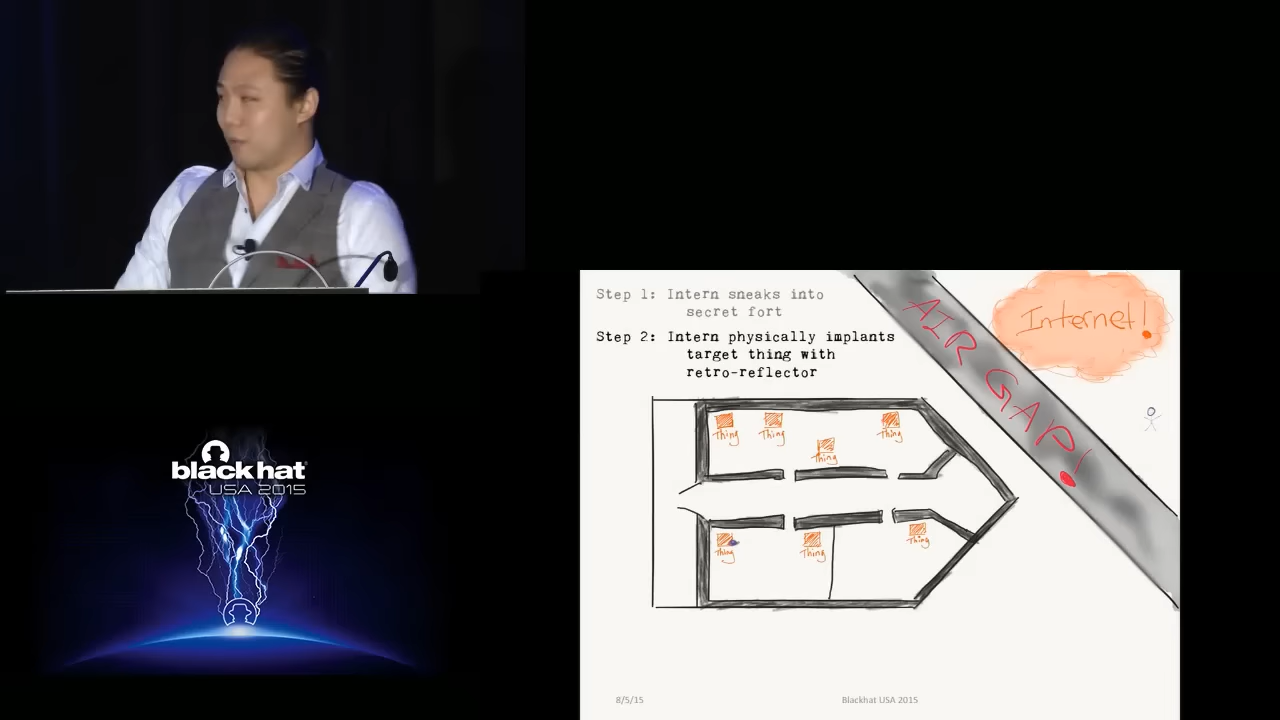 Step 1: Intern sneaks into
secret fort
Step 2: Intern physically implants
target thing with
retro-reflector
AIR GAP!
Internet!
Thing
Thing
Thing
Thing
Thing
Thing
Thing
black hat
USA 2015
8/5/15
Blackhat USA 2015